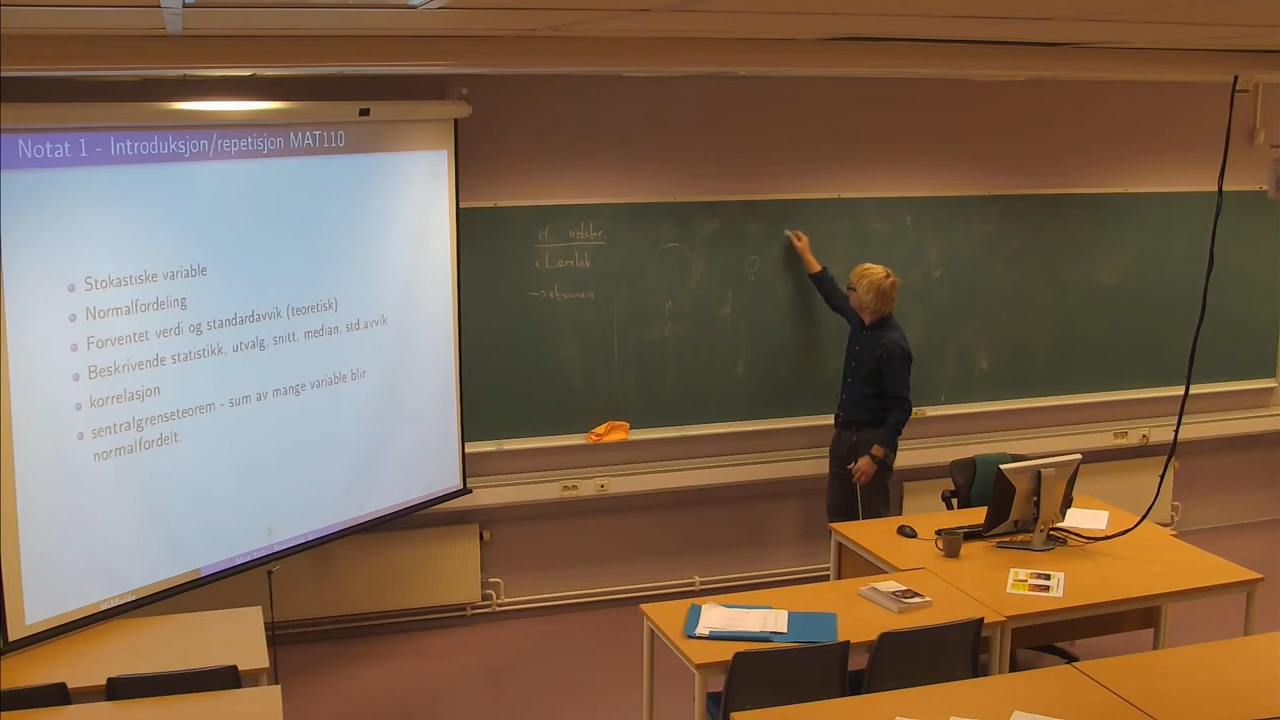 Notat 1 - Introduksjon/repetisjon MAT110
Stokastiske variable
Normalfordeling
Forventet verdi og standardavvik (teoretisk)
Beskrivende statistikk, utvalg, snitt, median, std.avvik
korrelasjon
sentralgrenseteorem - sum av mange variable blir
normalfordelt.